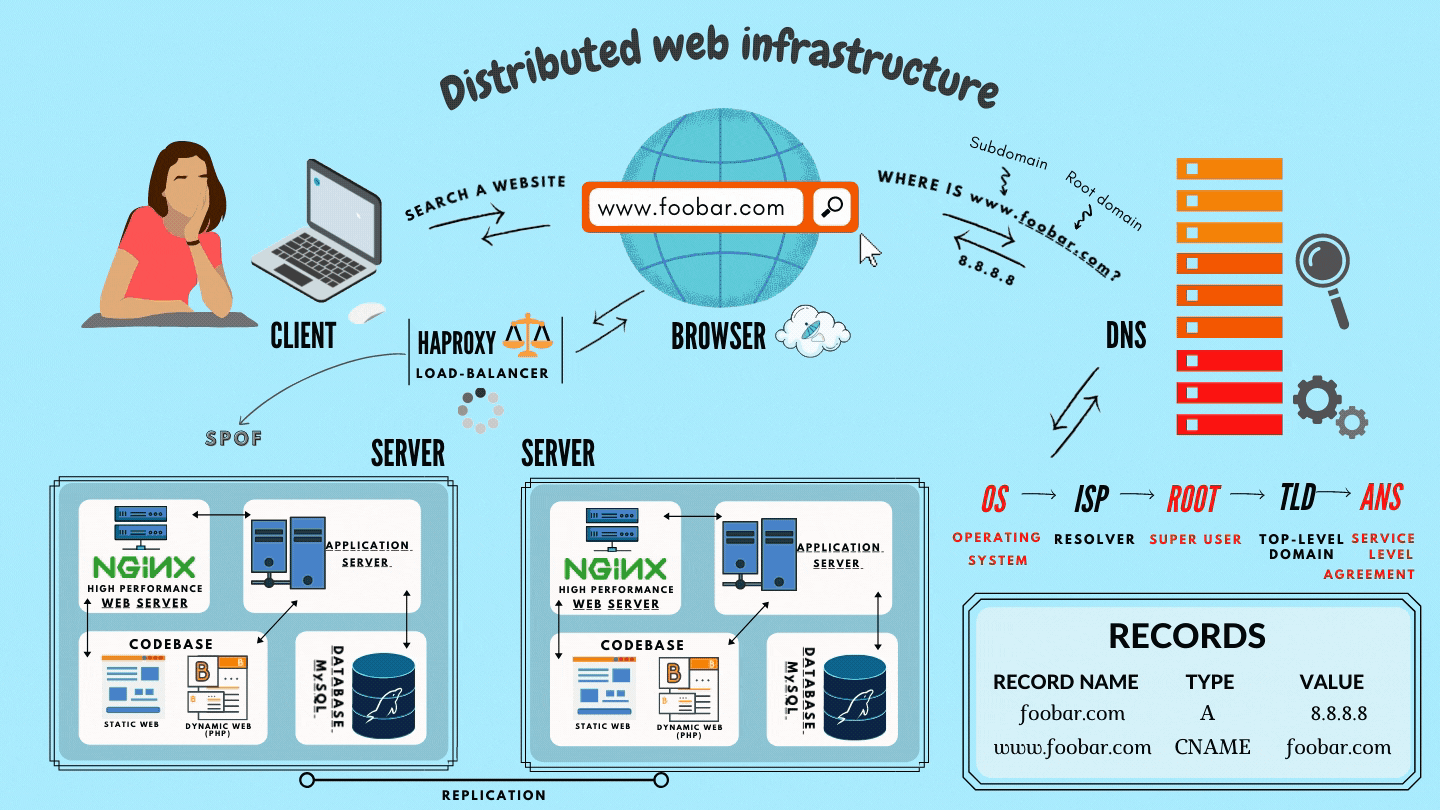 Distributed web infrastructure
SEARCH A WEBSITE
www.foobar.com
WHERE IS www.foobar.com?
Subdomain
Root domain
8.8.8.8
CLIENT
HAPROXY
LOAD-BALANCER
BROWSER
DNS
SPOF
SERVER
SERVER
NGiNX
HIGH PERFORMANCE
WEB SERVER
APPLICATION
SERVER
CODEBASE
STATIC WEB
B
B
DYNAMIC WEB
(PHP)
DATABASE
MySQL
NGiNX
HIGH PERFORMANCE
WEB SERVER
APPLICATION
SERVER
CODEBASE
STATIC WEB
B
B
DYNAMIC WEB
(PHP)
DATABASE
MySQL
REPLICATION
OS
ISP
ROOT
TLD
ANS
OPERATING
SYSTEM
RESOLVER
SUPER USER
TOP-LEVEL
DOMAIN
SERVICE
LEVEL
AGREEMENT
RECORDS
RECORD NAME TYPE VALUE
foobar.com A 8.8.8.8
www.foobar.com CNAME foobar.com